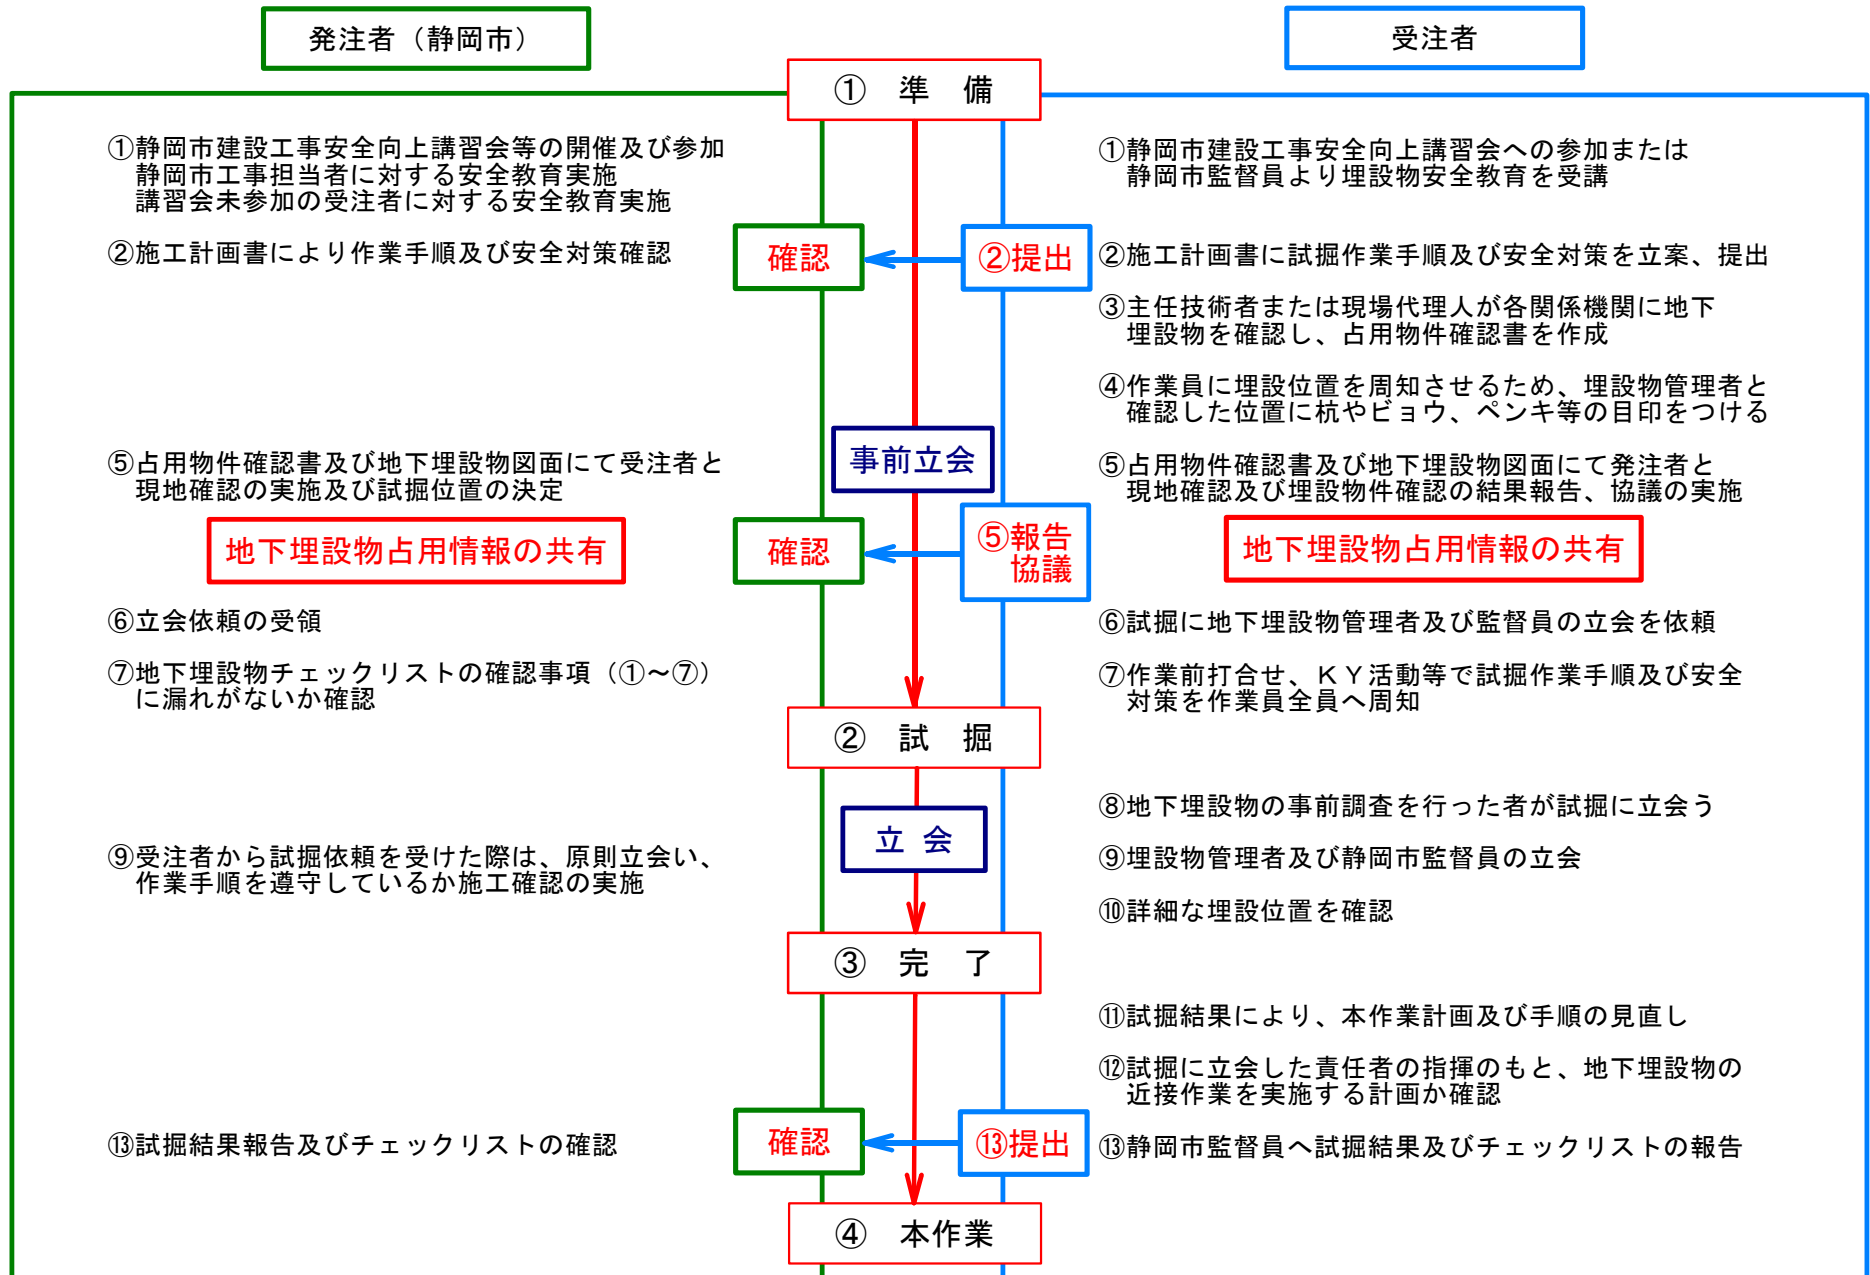 発注者（静岡市）
受注者
① 準 備
①静岡市建設工事安全向上講習会等の開催及び参加
静岡市工事担当者に対する安全教育実施
講習会未参加の受注者に対する安全教育実施
①静岡市建設工事安全向上講習会への参加または
静岡市監督員より埋設物安全教育を受講
②施工計画書により作業手順及び安全対策確認
確認
②提出
②施工計画書に試掘作業手順及び安全対策を立案、提出
③主任技術者または現場代理人が各関係機関に地下
埋設物を確認し、占用物件確認書を作成
④作業員に埋設位置を周知させるため、埋設物管理者と
確認した位置に杭やビョウ、ペンキ等の目印をつける
事前立会
⑤占用物件確認書及び地下埋設物図面にて受注者と
現地確認の実施及び試掘位置の決定
⑤占用物件確認書及び地下埋設物図面にて発注者と
現地確認及び埋設物件確認の結果報告、協議の実施
地下埋設物占用情報の共有
確認
⑤報告
協議
地下埋設物占用情報の共有
⑥立会依頼の受領
⑥試掘に地下埋設物管理者及び監督員の立会を依頼
⑦地下埋設物チェックリストの確認事項（①～⑦）
に漏れがないか確認
⑦作業前打合せ、ＫＹ活動等で試掘作業手順及び安全
対策を作業員全員へ周知
② 試 掘
立 会
⑧地下埋設物の事前調査を行った者が試掘に立会う
⑨受注者から試掘依頼を受けた際は、原則立会い、
作業手順を遵守しているか施工確認の実施
⑨埋設物管理者及び静岡市監督員の立会
⑩詳細な埋設位置を確認
③ 完 了
⑪試掘結果により、本作業計画及び手順の見直し
⑫試掘に立会した責任者の指揮のもと、地下埋設物の
近接作業を実施する計画か確認
⑬試掘結果報告及びチェックリストの確認
確認
⑬提出
⑬静岡市監督員へ試掘結果及びチェックリストの報告
④ 本作業